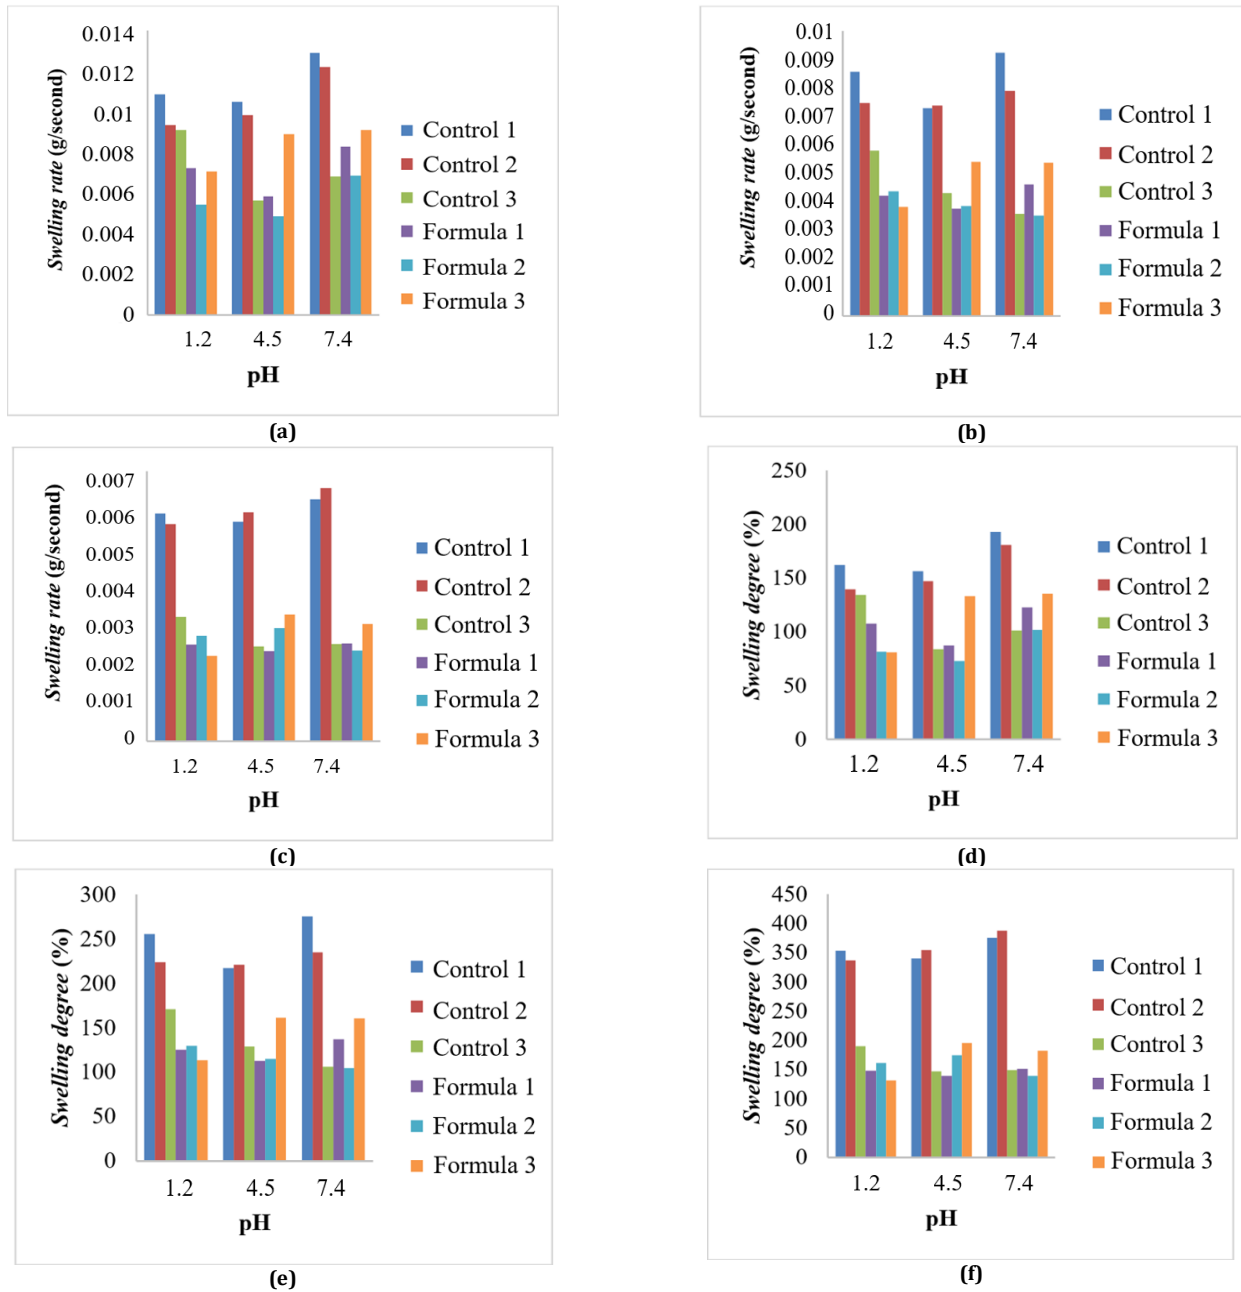 0.014
0.012
0.01
0.008
0.006
0.004
0.002
0
Swelling rate (g/second)
1.2 4.5 7.4
pH
Control 1
Control 2
Control 3
Formula 1
Formula 2
Formula 3
(a)
0.01
0.009
0.008
0.007
0.006
0.005
0.004
0.003
0.002
0.001
0
Swelling rate (g/second)
1.2 4.5 7.4
pH
Control 1
Control 2
Control 3
Formula 1
Formula 2
Formula 3
(b)
0.007
0.006
0.005
0.004
0.003
0.002
0.001
0
Swelling rate (g/second)
1.2 4.5 7.4
pH
Control 1
Control 2
Control 3
Formula 1
Formula 2
Formula 3
(c)
250
200
150
100
50
0
Swelling degree (%)
1.2 4.5 7.4
pH
Control 1
Control 2
Control 3
Formula 1
Formula 2
Formula 3
(d)
300
250
200
150
100
50
0
Swelling degree (%)
1.2 4.5 7.4
pH
Control 1
Control 2
Control 3
Formula 1
Formula 2
Formula 3
(e)
450
400
350
300
250
200
150
100
50
0
Swelling degree (%)
1.2 4.5 7.4
pH
Control 1
Control 2
Control 3
Formula 1
Formula 2
Formula 3
(f)